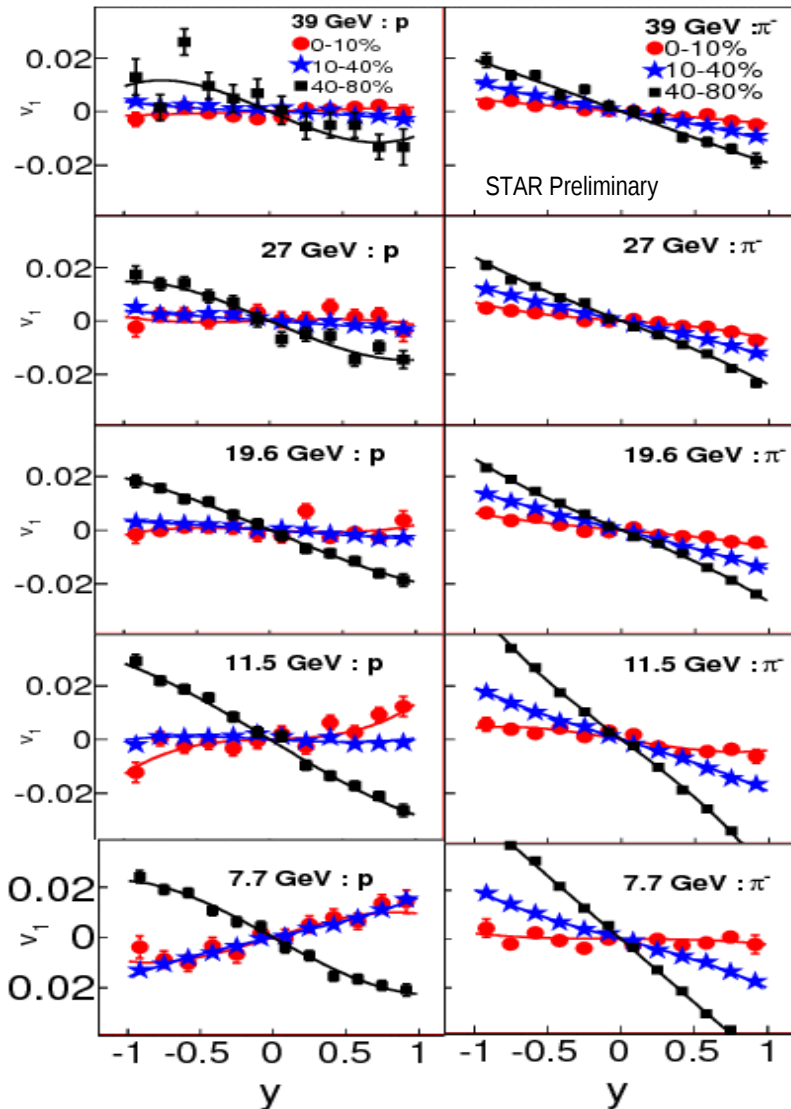 39 GeV : p
0-10%
10-40%
40-80%
39 GeV :π-
0-10%
10-40%
40-80%
STAR Preliminary
0.02
0
-0.02
v1
27 GeV : p
27 GeV : π-
0.02
0
-0.02
v1
19.6 GeV : p
19.6 GeV : π-
0.02
0
-0.02
v1
11.5 GeV : p
11.5 GeV : π-
0.02
0
-0.02
v1
7.7 GeV : p
7.7 GeV : π-
0.02
0
0.02
v1
-1 -0.5 0 0.5 1
-1 -0.5 0 0.5 1
y
y